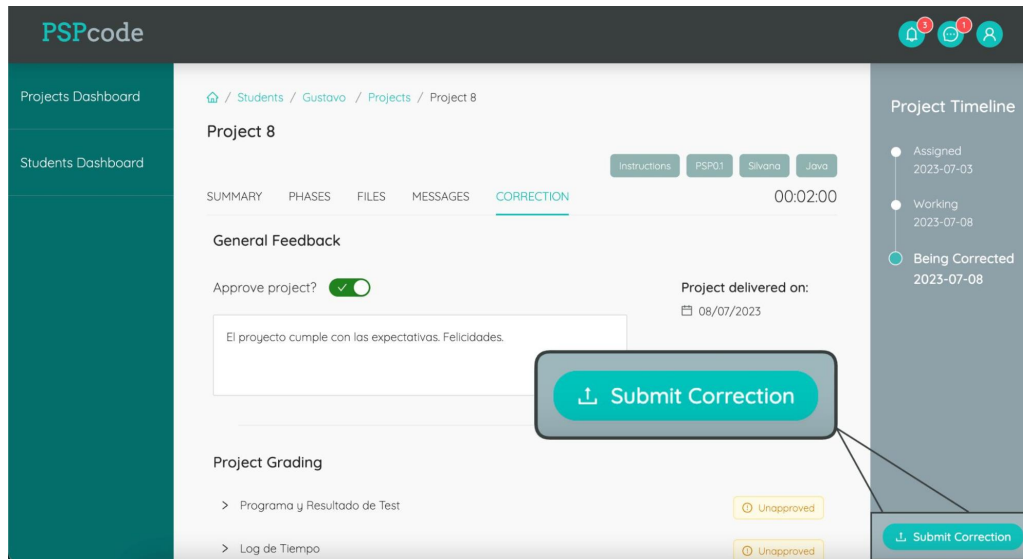 PSPcode
3
1
Projects Dashboard
Students Dashboard
/ Students / Gustavo / Projects / Project 8
Project 8
Instructions PSP0.1 Silvana Java
SUMMARY PHASES FILES MESSAGES CORRECTION
00:02:00
General Feedback
Approve project?
El proyecto cumple con las expectativas. Felicidades.
Project delivered on:
08/07/2023
Submit Correction
Project Grading
> Programa y Resultado de Test
Unapproved
> Log de Tiempo
Unapproved
Project Timeline
Assigned
2023-07-03
Working
2023-07-08
Being Corrected
2023-07-08
Submit Correction